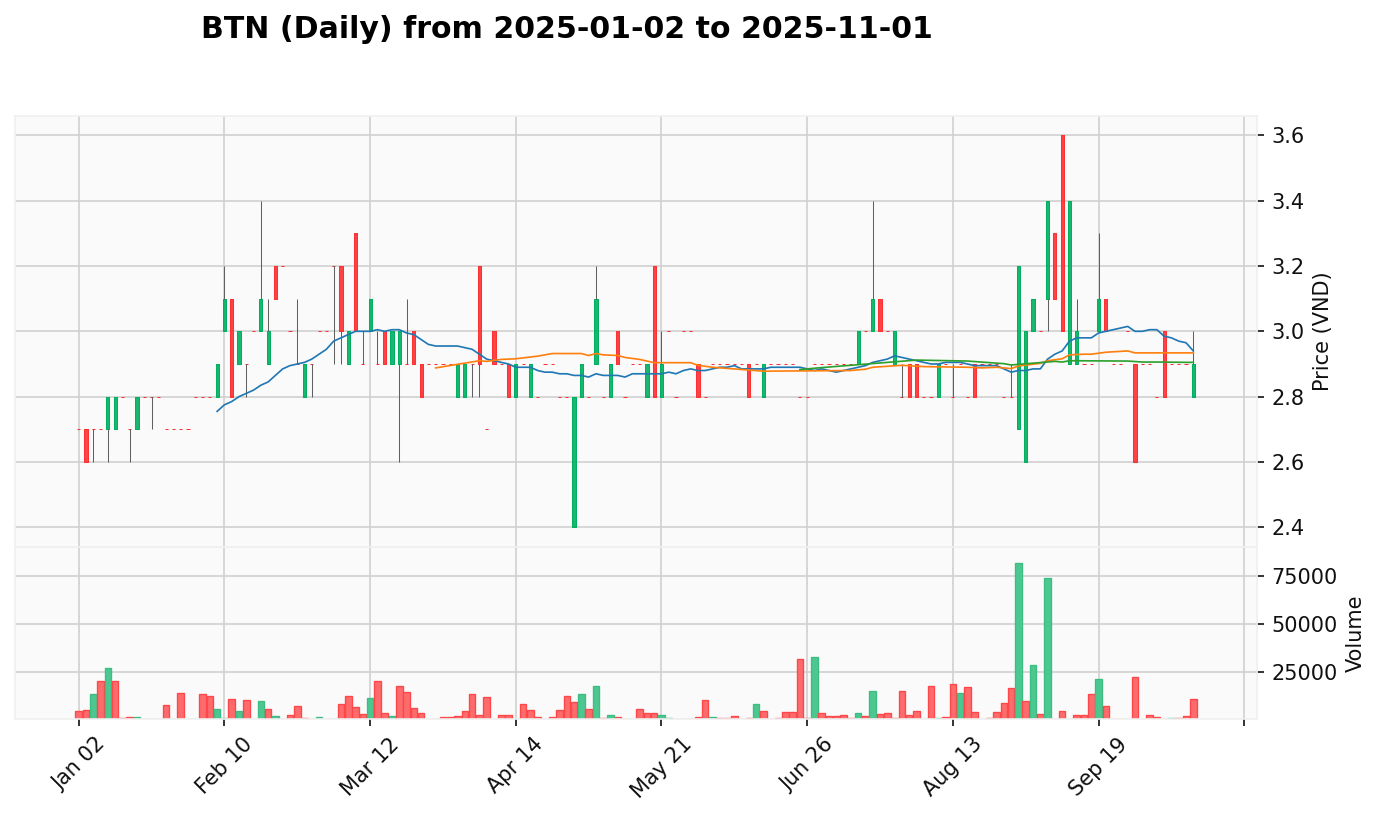 BTN (Daily) from 2025-01-02 to 2025-11-01
3.6
3.4
3.2
3.0
2.8
2.6
2.4
Price (VND)
75000
50000
25000
Volume
Jan 02
Feb 10
Mar 12
Apr 14
May 21
Jun 26
Aug 13
Sep 19